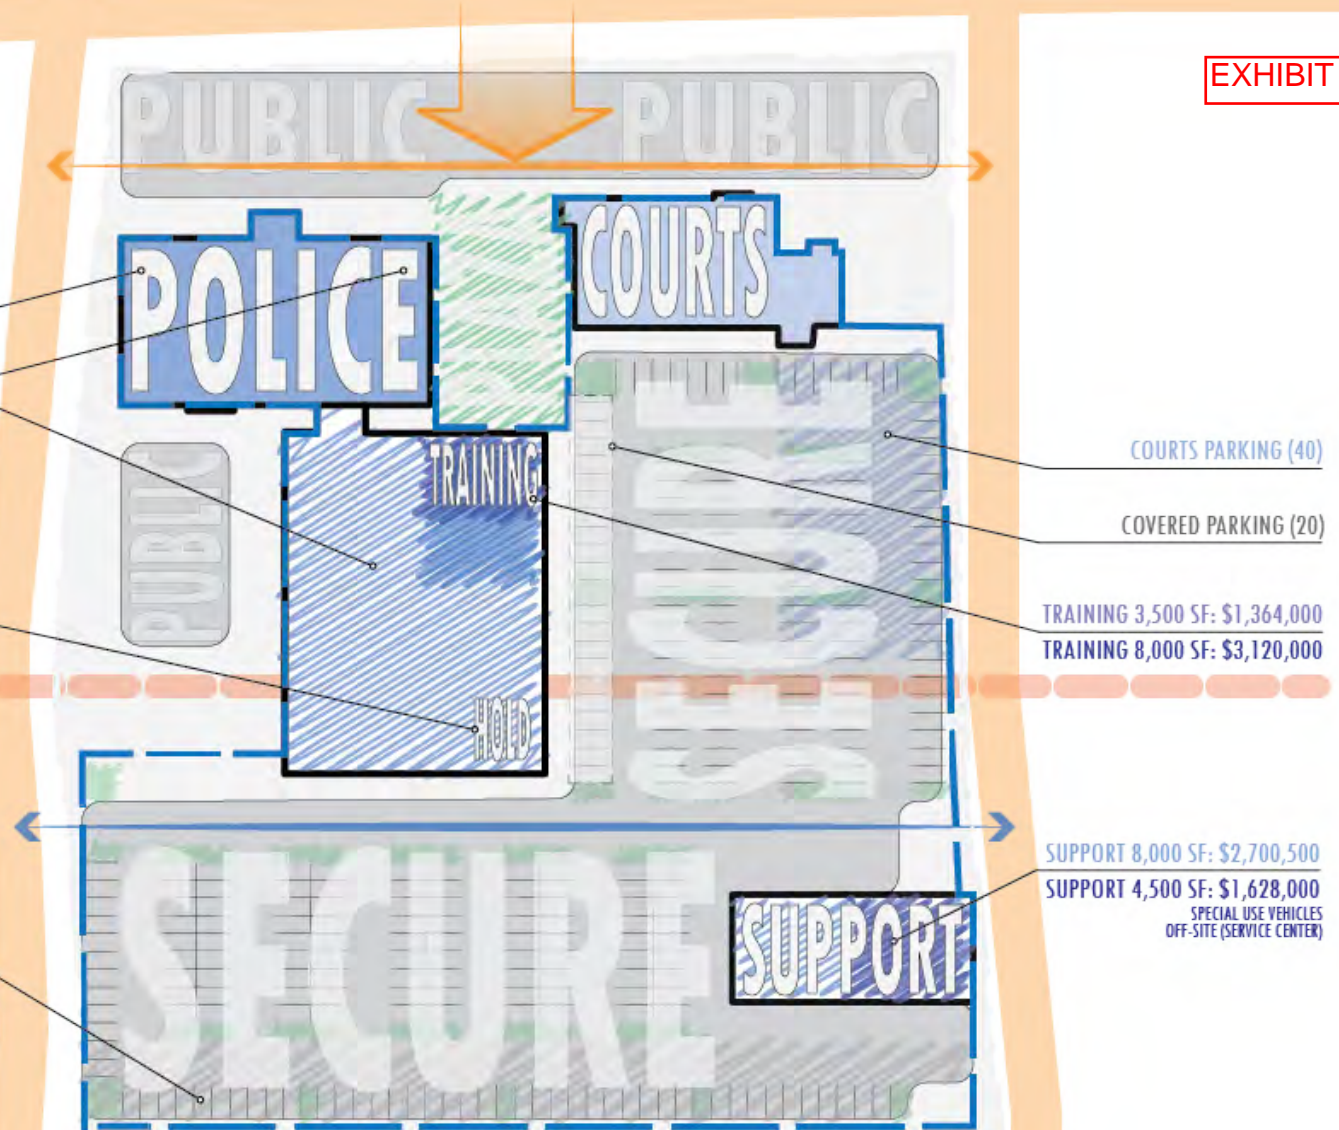 EXHIBIT
PUBLIC PUBLIC
COURTS
POLICE
TRAINING
PUBLIC
SECURE
HOLD
COURTS PARKING (40)
COVERED PARKING (20)
TRAINING 3,500 SF: $1,364,000
TRAINING 8,000 SF: $3,120,000
SECURE
SUPPORT
SUPPORT 8,000 SF: $2,700,500
SUPPORT 4,500 SF: $1,628,000
SPECIAL USE VEHICLES
OFF-SITE (SERVICE CENTER)